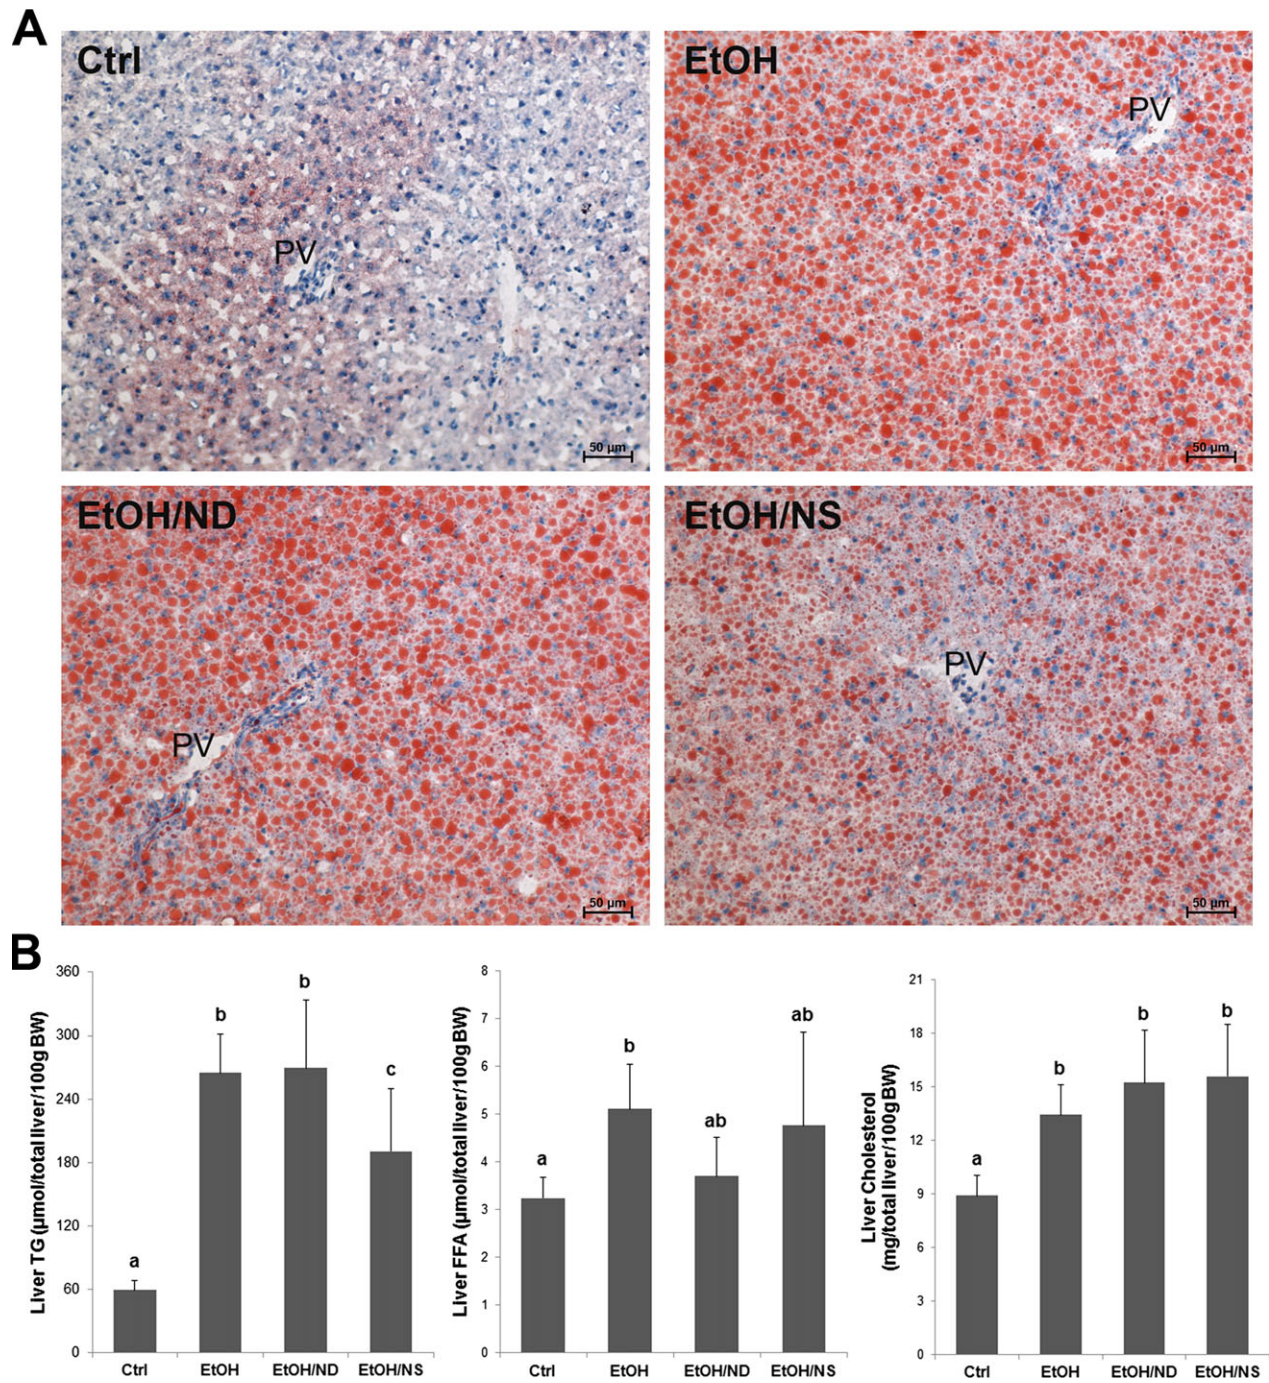 A
Ctrl
PV
50 µm
EtOH
PV
50 µm
EtOH/ND
PV
50 µm
EtOH/NS
PV
50 µm
B
Liver TG (µmol/total liver/100gBW)
360
300
240
180
120
60
0
a
b
b
c
Ctrl
EtOH
EtOH/ND
EtOH/NS
Liver FFA (µmol/total liver/100gBW)
8
7
6
5
4
3
2
1
0
a
b
ab
ab
Ctrl
EtOH
EtOH/ND
EtOH/NS
Liver Cholesterol
(mg/total liver/100gBW)
21
18
15
12
9
6
3
0
a
b
b
b
Ctrl
EtOH
EtOH/ND
EtOH/NS